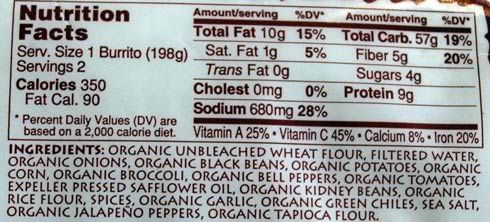 Nutrition
Facts
Serv. Size 1 Burrito (198g)
Servings 2
Calories 350
Fat Cal. 90
* Percent Daily Values (DV) are
based on a 2,000 calorie diet.
Amount/serving %DV*
Total Fat 10g 15%
Sat. Fat 1g 5%
Trans Fat 0g
Cholest 0mg 0%
Sodium 680mg 28%
Amount/serving %DV*
Total Carb. 57g 19%
Fiber 5g 20%
Sugars 4g
Protein 9g
Vitamin A 25% • Vitamin C 45% • Calcium 8% • Iron 20%
INGREDIENTS: ORGANIC UNBLEACHED WHEAT FLOUR, FILTERED WATER,
ORGANIC ONIONS, ORGANIC BLACK BEANS, ORGANIC POTATOES, ORGANIC
CORN, ORGANIC BROCCOLI, ORGANIC BELL PEPPERS, ORGANIC TOMATOES,
EXPELLER PRESSED SAFFLOWER OIL, ORGANIC KIDNEY BEANS, ORGANIC
RICE FLOUR, SPICES, ORGANIC GARLIC, ORGANIC GREEN CHILES, SEA SALT,
ORGANIC JALAPEÑO PEPPERS, ORGANIC TAPIOCA FLOUR.